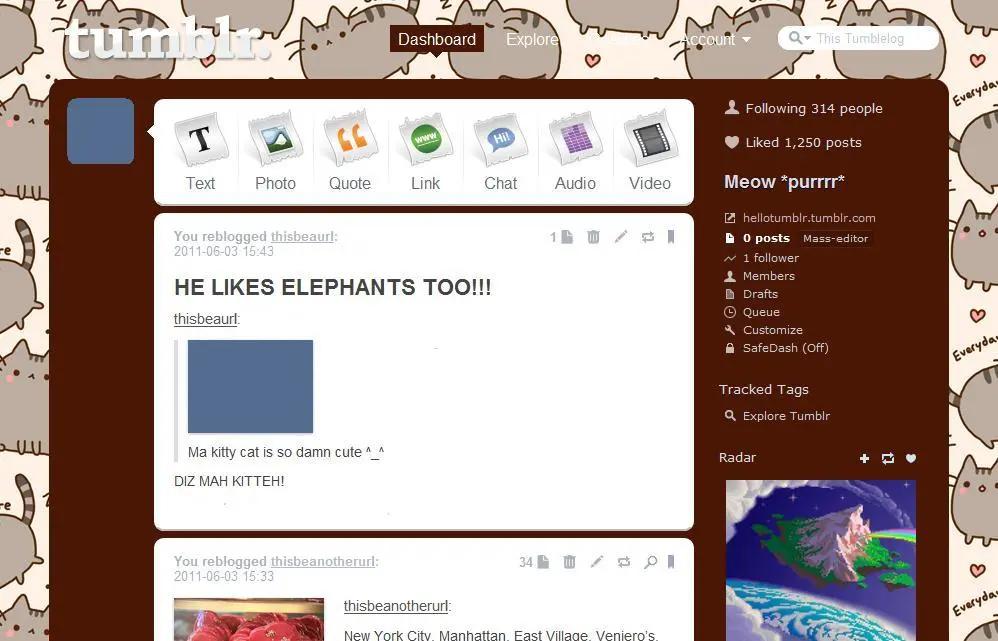 tumblr.
Dashboard
Explore
Account
This Tumblelog
Everyday
Text
Photo
Quote
www
Link
Hi!
Chat
Audio
Video
You reblogged thisbeaurl:
1
2011-06-03 15:43
HE LIKES ELEPHANTS TOO!!!
thisbeaurl:
Ma kitty cat is so damn cute ^_^
DIZ MAH KITTEH!
You reblogged thisbeanotherurl:
34
2011-06-03 15:33
thisbeanotherurl:
New York City. Manhattan. East Village. Veniero's.
Following 314 people
Liked 1,250 posts
Meow *purrrr*
hellotumblr.tumblr.com
0 posts Mass-editor
1 follower
Members
Drafts
Queue
Customize
SafeDash (Off)
Tracked Tags
Explore Tumblr
Radar
Everyday
Everyday